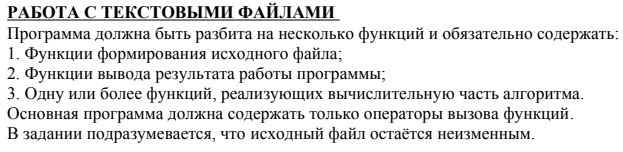 РАБОТА С ТЕКСТОВЫМИ ФАЙЛАМИ
Программа должна быть разбита на несколько функций и обязательно содержать:
1. Функции формирования исходного файла;
2. Функции вывода результата работы программы;
3. Одну или более функций, реализующих вычислительную часть алгоритма.
Основная программа должна содержать только операторы вызова функций.
В задании подразумевается, что исходный файл остаётся неизменным.